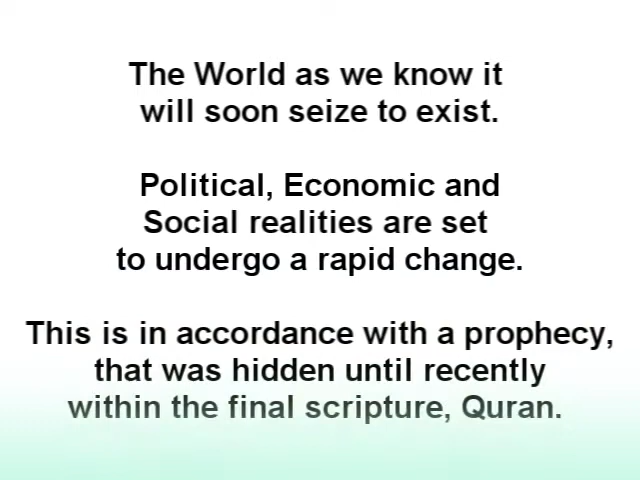 The World as we know it
will soon seize to exist.
Political, Economic and
Social realities are set
to undergo a rapid change.
This is in accordance with a prophecy,
that was hidden until recently
within the final scripture, Quran.